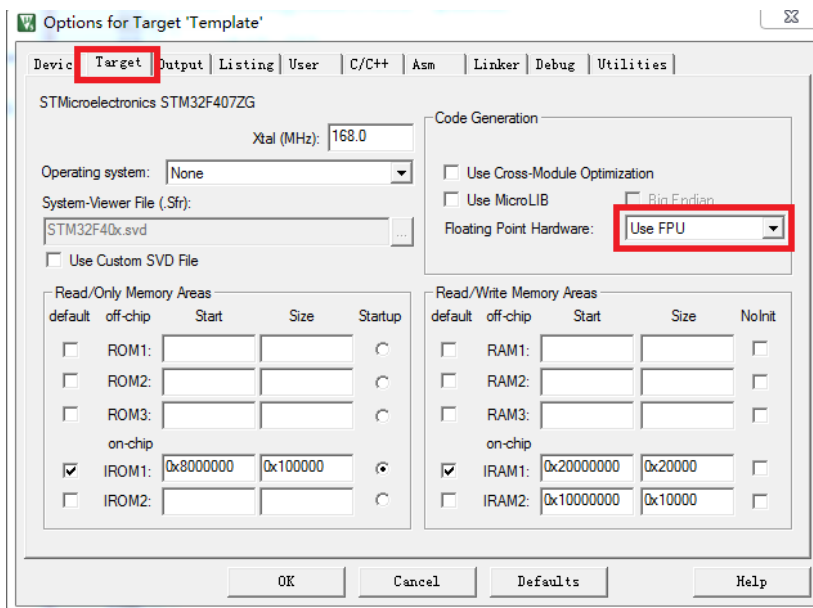 Options for Target 'Template'
Devic Target Output Listing User C/C++ Asm Linker Debug Utilities
STMicroelectronics STM32F407ZG
Xtal (MHz): 168.0
Operating system: None
System-Viewer File (.Sfr):
STM32F40x.svd ...
Use Custom SVD File
Code Generation
Use Cross-Module Optimization
Use MicroLIB Big Endian
Floating Point Hardware: Use FPU
Read/Only Memory Areas
default off-chip Start Size Startup
ROM1:
ROM2:
ROM3:
on-chip
IROM1: 0x8000000 0x100000
IROM2:
Read/Write Memory Areas
default off-chip Start Size NoInit
RAM1:
RAM2:
RAM3:
on-chip
IRAM1: 0x20000000 0x20000
IRAM2: 0x10000000 0x10000
OK Cancel Defaults Help